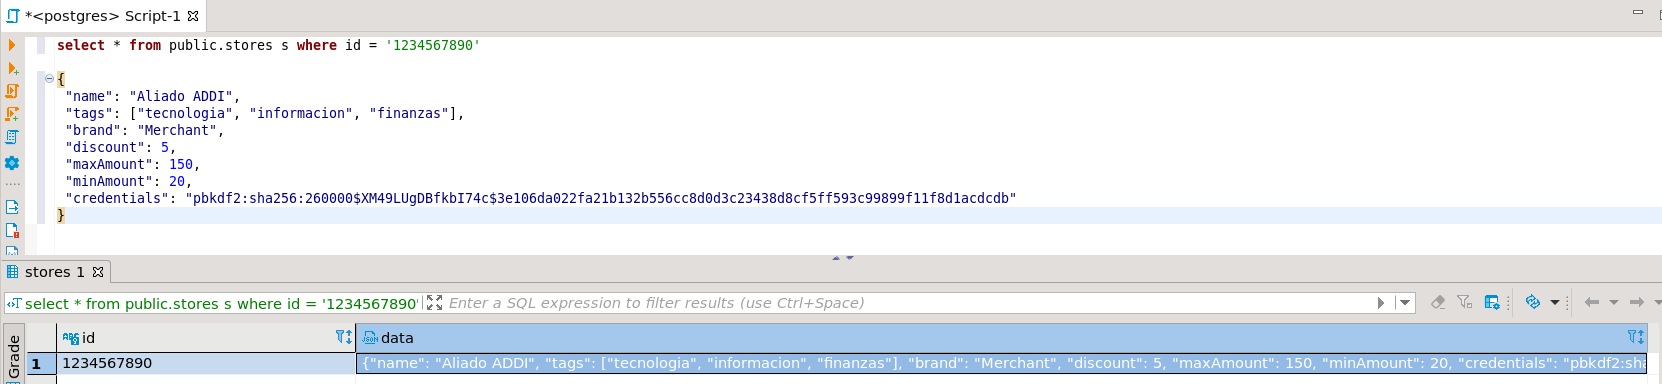 *<postgres> Script-1
select * from public.stores s where id = '1234567890'
{
"name": "Aliado ADDI",
"tags": ["tecnologia", "informacion", "finanzas"],
"brand": "Merchant",
"discount": 5,
"maxAmount": 150,
"minAmount": 20,
"credentials": "pbkdf2:sha256:260000$XM49LUgDBfkbI74c$3e106da022fa21b132b556cc8d0d3c23438d8cf5ff593c99899f11f8d1acdcdb"
}
stores 1
select * from public.stores s where id = '1234567890' Enter a SQL expression to filter results (use Ctrl+Space)
Grade
ABC id JSON data
1 1234567890 {"name": "Aliado ADDI", "tags": ["tecnologia", "informacion", "finanzas"], "brand": "Merchant", "discount": 5, "maxAmount": 150, "minAmount": 20, "credentials": "pbkdf2:sha